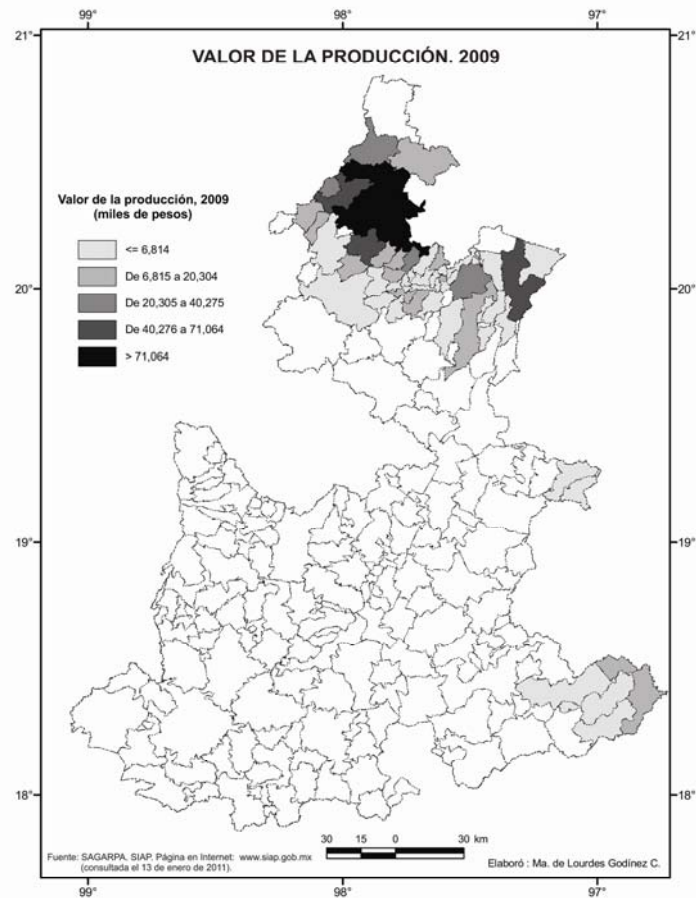 99°
98°
97°
21°
21°
VALOR DE LA PRODUCCIÓN. 2009
Valor de la producción, 2009
(miles de pesos)
<= 6,814
De 6,815 a 20,304
De 20,305 a 40,275
De 40,276 a 71,064
> 71,064
20°
20°
19°
19°
18°
18°
30 15 0 30 km
Fuente: SAGARPA, SIAP. Página en Internet: www.siap.gob.mx
(consultada el 13 de enero de 2011).
Elaboró : Ma. de Lourdes Godínez C.
99°
98°
97°